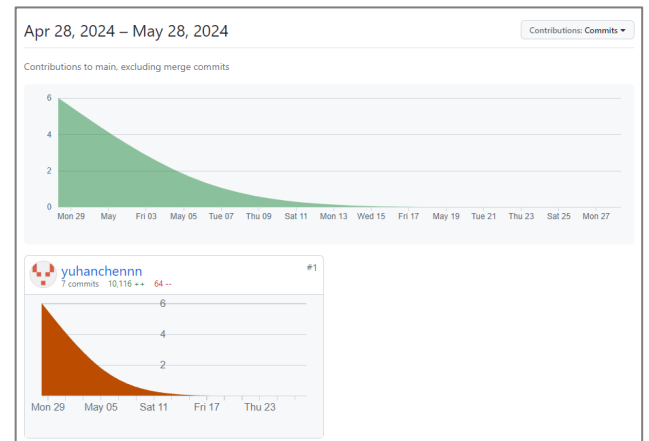 Apr 28, 2024 – May 28, 2024
Contributions: Commits
Contributions to main, excluding merge commits
6
4
2
0
Mon 29 May Fri 03 May 05 Tue 07 Thu 09 Sat 11 Mon 13 Wed 15 Fri 17 May 19 Tue 21 Thu 23 Sat 25 Mon 27
yuhanchennn
#1
7 commits 10,116 ++ 64 --
6
4
2
Mon 29 May 05 Sat 11 Fri 17 Thu 23